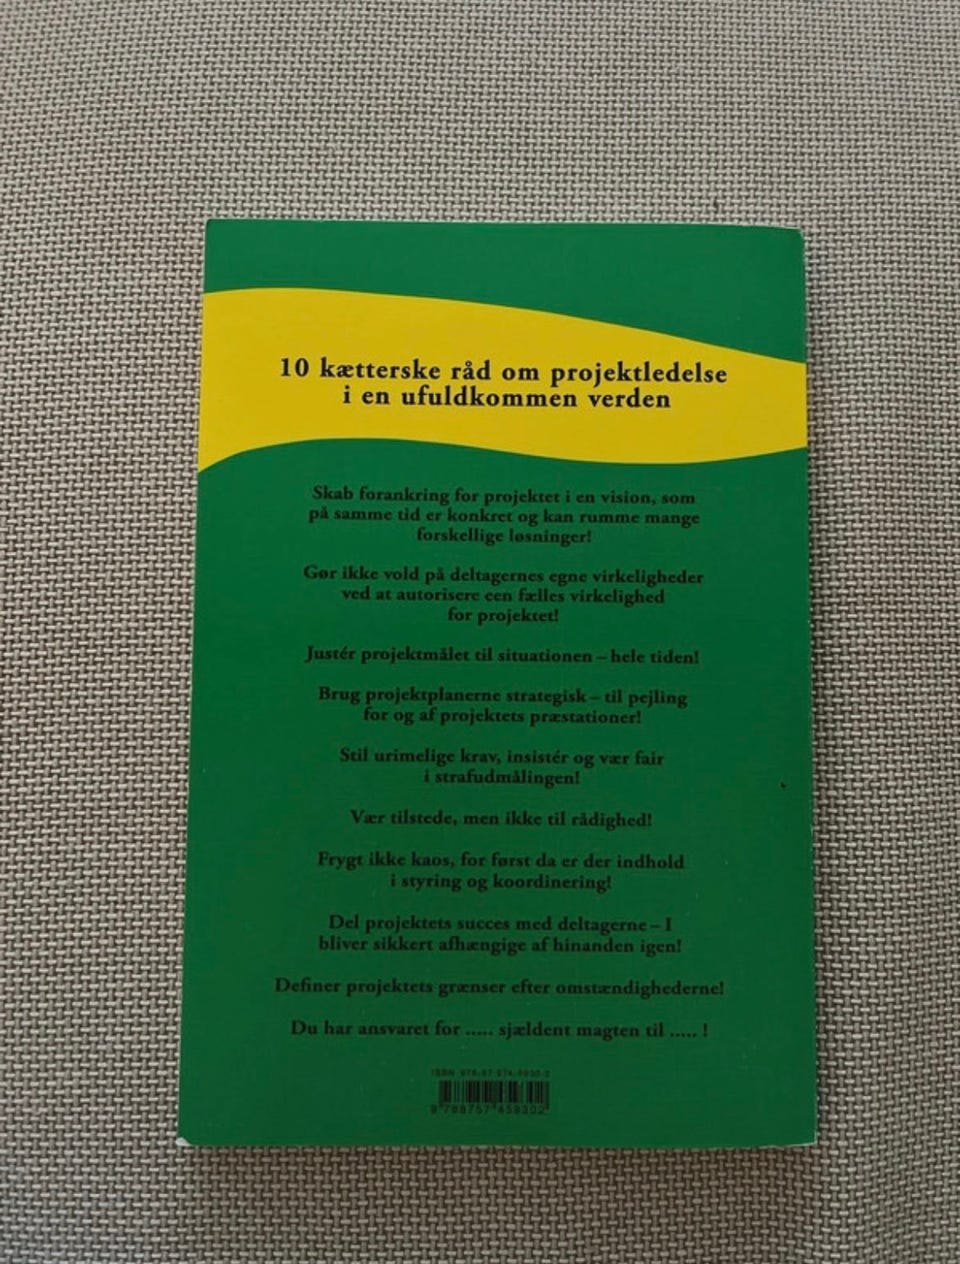 10 kætterske råd om projektledelse
i en ufuldkommen verden
Skab forankring for projektet i en vision, som
på samme tid er konkret og kan rumme mange
forskellige løsninger!
Gør ikke vold på deltagernes egne virkeligheder
ved at autorisere een fælles virkelighed
for projektet!
Justér projektmålet til situationen – hele tiden!
Brug projektplanerne strategisk – til pejling
for og af projektets præstationer!
Stil urimelige krav, insistér og vær fair
i strafudmålingen!
Vær tilstede, men ikke til rådighed!
Frygt ikke kaos, for først da er der indhold
i styring og koordinering!
Del projektets succes med deltagerne – I
bliver sikkert afhængige af hinanden igen!
Definer projektets grænser efter omstændighederne!
Du har ansvaret for ..... sjældent magten til ..... !
ISBN